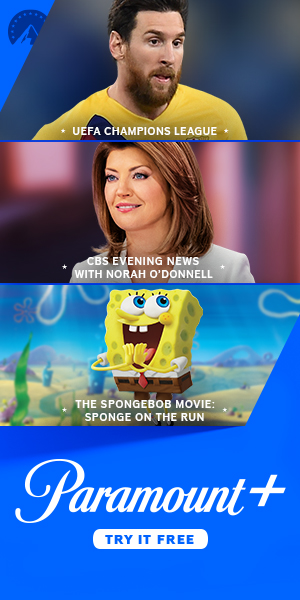 UEFA CHAMPIONS LEAGUE
CBS EVENING NEWS
WITH NORAH O'DONNELL
THE SPONGEBOB MOVIE:
SPONGE ON THE RUN
Paramount+
TRY IT FREE